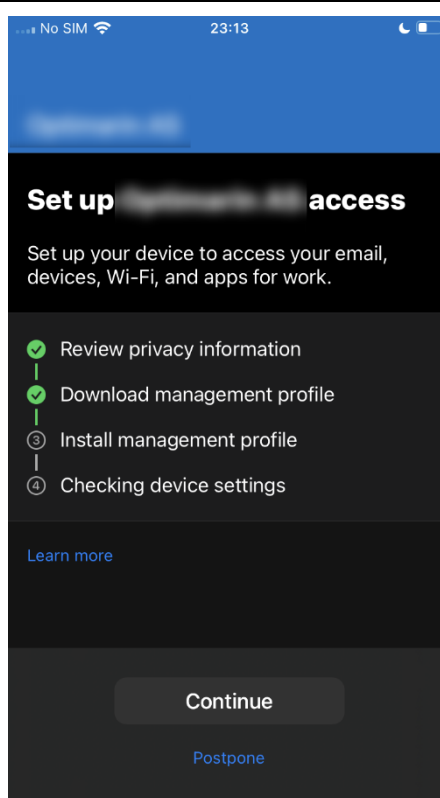 No SIM 23:13
Set up access
Set up your device to access your email,
devices, Wi-Fi, and apps for work.
Review privacy information
Download management profile
3 Install management profile
4 Checking device settings
Learn more
Continue
Postpone